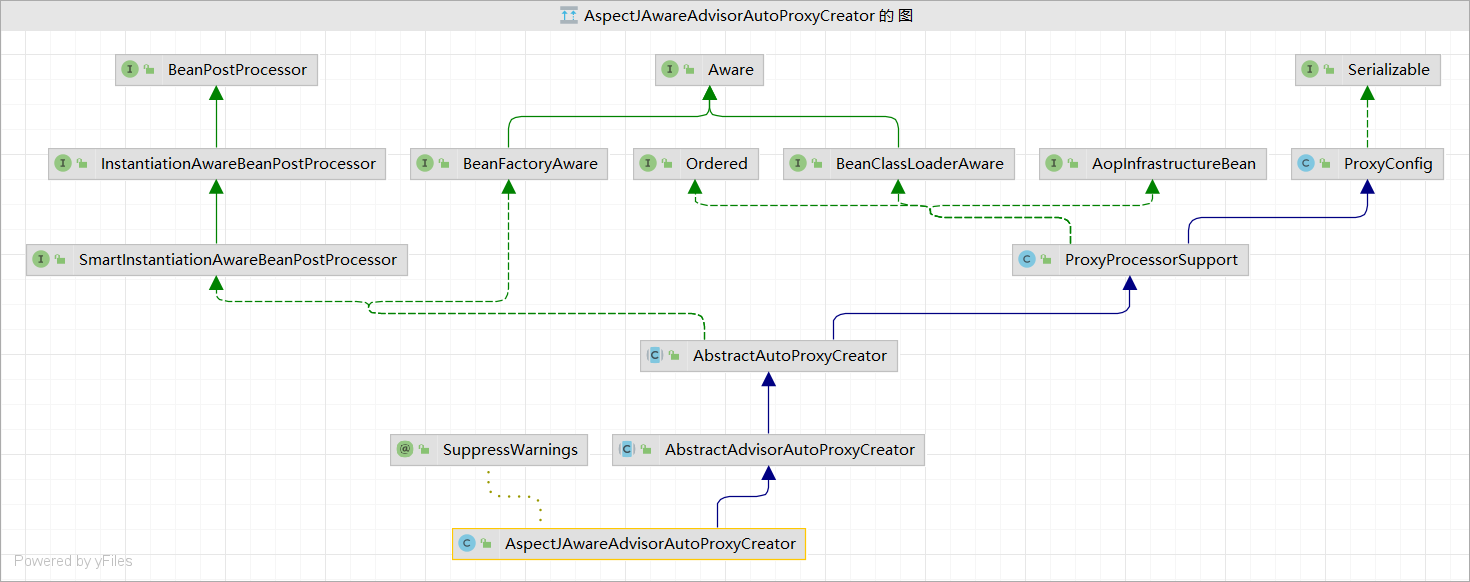 AspectJAwareAdvisorAutoProxyCreator 的 图
I BeanPostProcessor
I Aware
I Serializable
I InstantiationAwareBeanPostProcessor
I BeanFactoryAware
I Ordered
I BeanClassLoaderAware
I AopInfrastructureBean
C ProxyConfig
I SmartInstantiationAwareBeanPostProcessor
C ProxyProcessorSupport
C AbstractAutoProxyCreator
@ SuppressWarnings
C AbstractAdvisorAutoProxyCreator
C AspectJAwareAdvisorAutoProxyCreator
Powered by yFiles